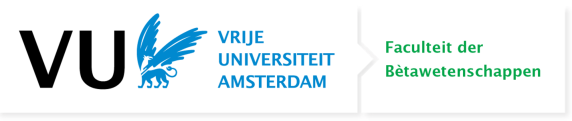 VU
VRIJE
UNIVERSITEIT
AMSTERDAM
Faculteit der
Bètawetenschappen